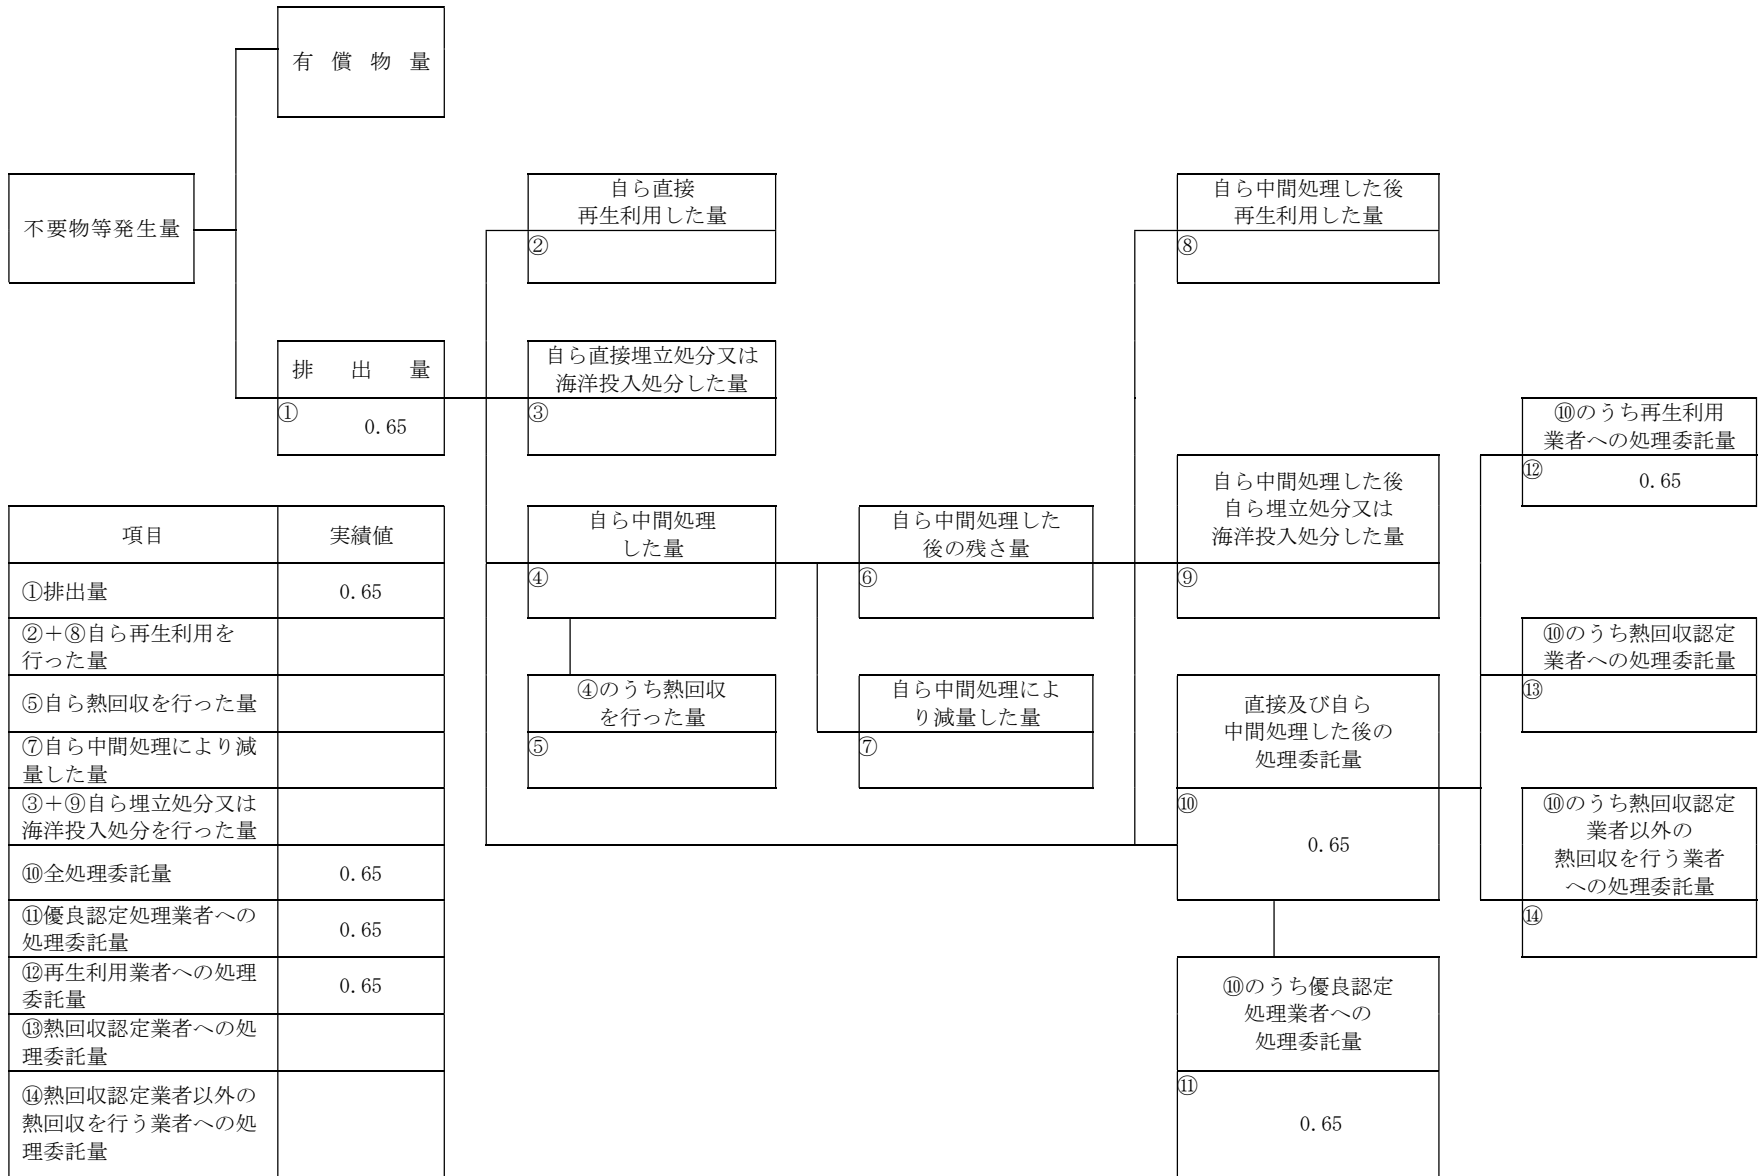 有償物量
不要物等発生量
自ら直接
再生利用した量
②
自ら中間処理した後
再生利用した量
⑧
排出量
①
0.65
自ら直接埋立処分又は
海洋投入処分した量
③
⑩のうち再生利用
業者への処理委託量
⑫
0.65
自ら中間処理
した量
④
自ら中間処理した
後の残さ量
⑥
自ら中間処理した後
自ら埋立処分又は
海洋投入処分した量
⑨
⑩のうち熱回収認定
業者への処理委託量
⑬
④のうち熱回収
を行った量
⑤
自ら中間処理によ
り減量した量
⑦
直接及び自ら
中間処理した後の
処理委託量
⑩
0.65
⑩のうち熱回収認定
業者以外の
熱回収を行う業者
への処理委託量
⑭
⑩のうち優良認定
処理業者への
処理委託量
⑪
0.65
項目 実績値
①排出量 0.65
②＋⑧自ら再生利用を
行った量
⑤自ら熱回収を行った量
⑦自ら中間処理により減
量した量
③＋⑨自ら埋立処分又は
海洋投入処分を行った量
⑩全処理委託量 0.65
⑪優良認定処理業者への
処理委託量 0.65
⑫再生利用業者への処理
委託量 0.65
⑬熱回収認定業者への処
理委託量
⑭熱回収認定業者以外の
熱回収を行う業者への処
理委託量